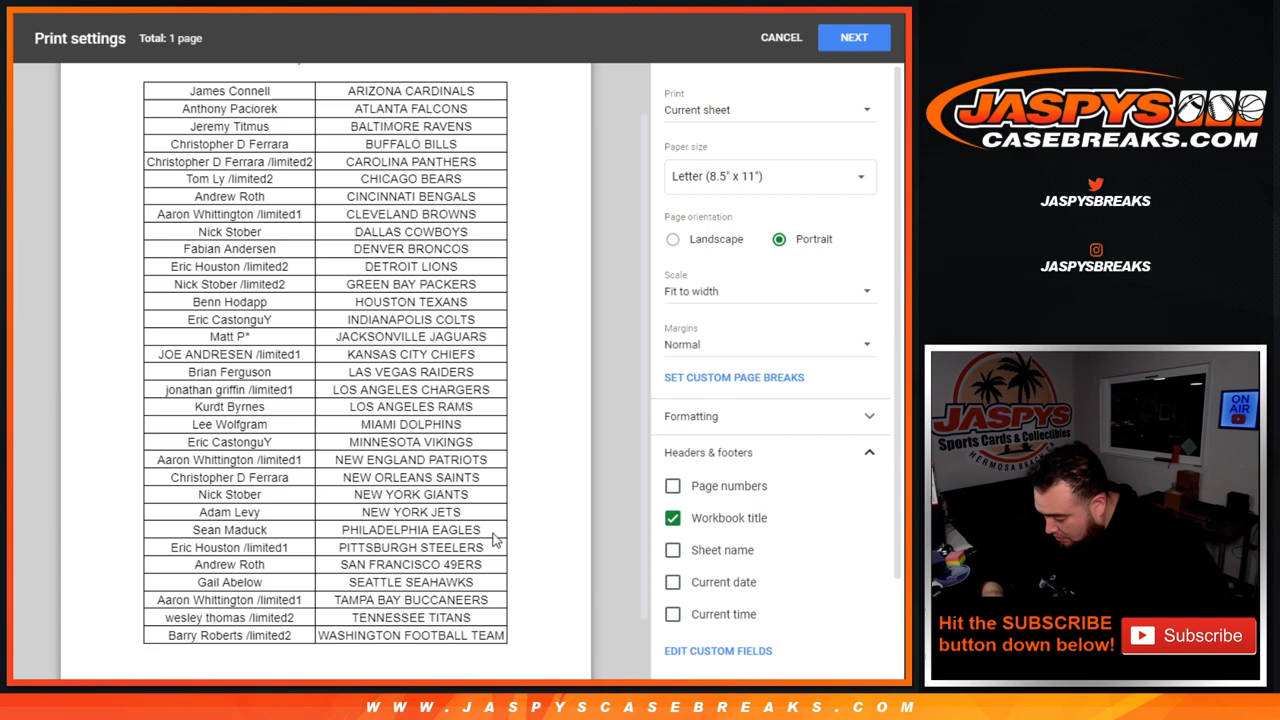 Print settings Total: 1 page
CANCEL NEXT
James Connell ARIZONA CARDINALS
Anthony Paciorek ATLANTA FALCONS
Jeremy Titmus BALTIMORE RAVENS
Christopher D Ferrara BUFFALO BILLS
Christopher D Ferrara /limited2 CAROLINA PANTHERS
Tom Ly /limited2 CHICAGO BEARS
Andrew Roth CINCINNATI BENGALS
Aaron Whittington /limited1 CLEVELAND BROWNS
Nick Stober DALLAS COWBOYS
Fabian Andersen DENVER BRONCOS
Eric Houston /limited2 DETROIT LIONS
Nick Stober /limited2 GREEN BAY PACKERS
Benn Hodapp HOUSTON TEXANS
Eric CastonguY INDIANAPOLIS COLTS
Matt P* JACKSONVILLE JAGUARS
JOE ANDRESEN /limited1 KANSAS CITY CHIEFS
Brian Ferguson LAS VEGAS RAIDERS
jonathan griffin /limited1 LOS ANGELES CHARGERS
Kurdt Byrnes LOS ANGELES RAMS
Lee Wolfgram MIAMI DOLPHINS
Eric CastonguY MINNESOTA VIKINGS
Aaron Whittington /limited1 NEW ENGLAND PATRIOTS
Christopher D Ferrara NEW ORLEANS SAINTS
Nick Stober NEW YORK GIANTS
Adam Levy NEW YORK JETS
Sean Maduck PHILADELPHIA EAGLES
Eric Houston /limited1 PITTSBURGH STEELERS
Andrew Roth SAN FRANCISCO 49ERS
Gail Abelow SEATTLE SEAHAWKS
Aaron Whittington /limited1 TAMPA BAY BUCCANEERS
wesley thomas /limited2 TENNESSEE TITANS
Barry Roberts /limited2 WASHINGTON FOOTBALL TEAM
Print
Current sheet
Paper size
Letter (8.5" x 11")
Page orientation
Landscape Portrait
Scale
Fit to width
Margins
Normal
SET CUSTOM PAGE BREAKS
Formatting
Headers & footers
Page numbers
Workbook title
Sheet name
Current date
Current time
EDIT CUSTOM FIELDS
JASPYS
CASEBREAKS.COM
JASPYSBREAKS
JASPYSBREAKS
JASPYS
Sports Cards & Collectibles
HERMOSA BEACH
ON
AIR
Hit the SUBSCRIBE
button down below!
Subscribe
WWW.JASPYSCASEBREAKS.COM